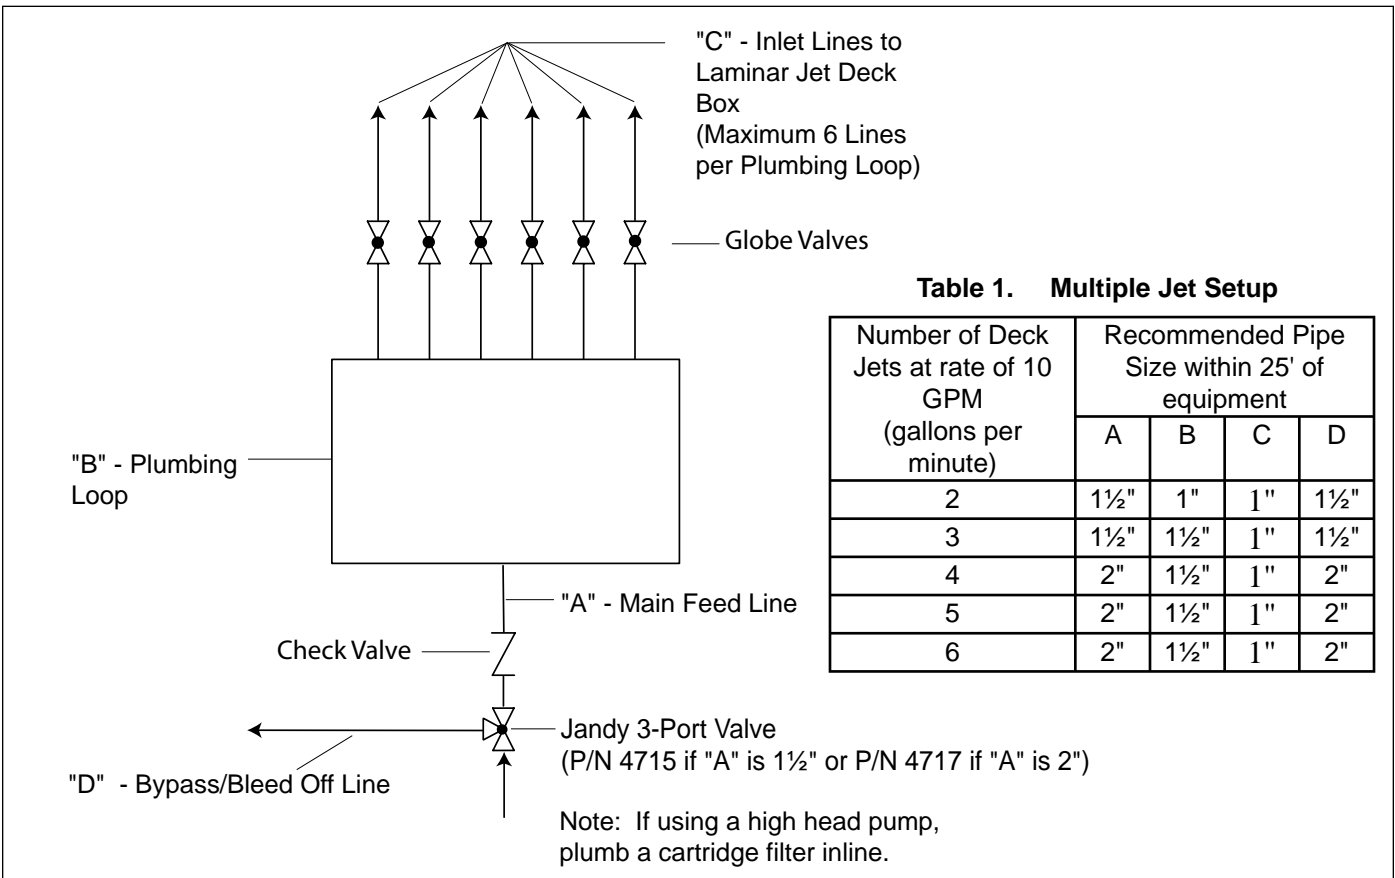 "C" - Inlet Lines to
Laminar Jet Deck
Box
(Maximum 6 Lines
per Plumbing Loop)
Globe Valves
Table 1. Multiple Jet Setup
Number of Deck
Jets at rate of 10
GPM
(gallons per
minute)
Recommended Pipe
Size within 25' of
equipment
A B C D
2 1½" 1" 1" 1½"
3 1½" 1½" 1" 1½"
4 2" 1½" 1" 2"
5 2" 1½" 1" 2"
6 2" 1½" 1" 2"
"B" - Plumbing
Loop
"A" - Main Feed Line
Check Valve
Jandy 3-Port Valve
(P/N 4715 if "A" is 1½" or P/N 4717 if "A" is 2")
"D" - Bypass/Bleed Off Line
Note: If using a high head pump,
plumb a cartridge filter inline.